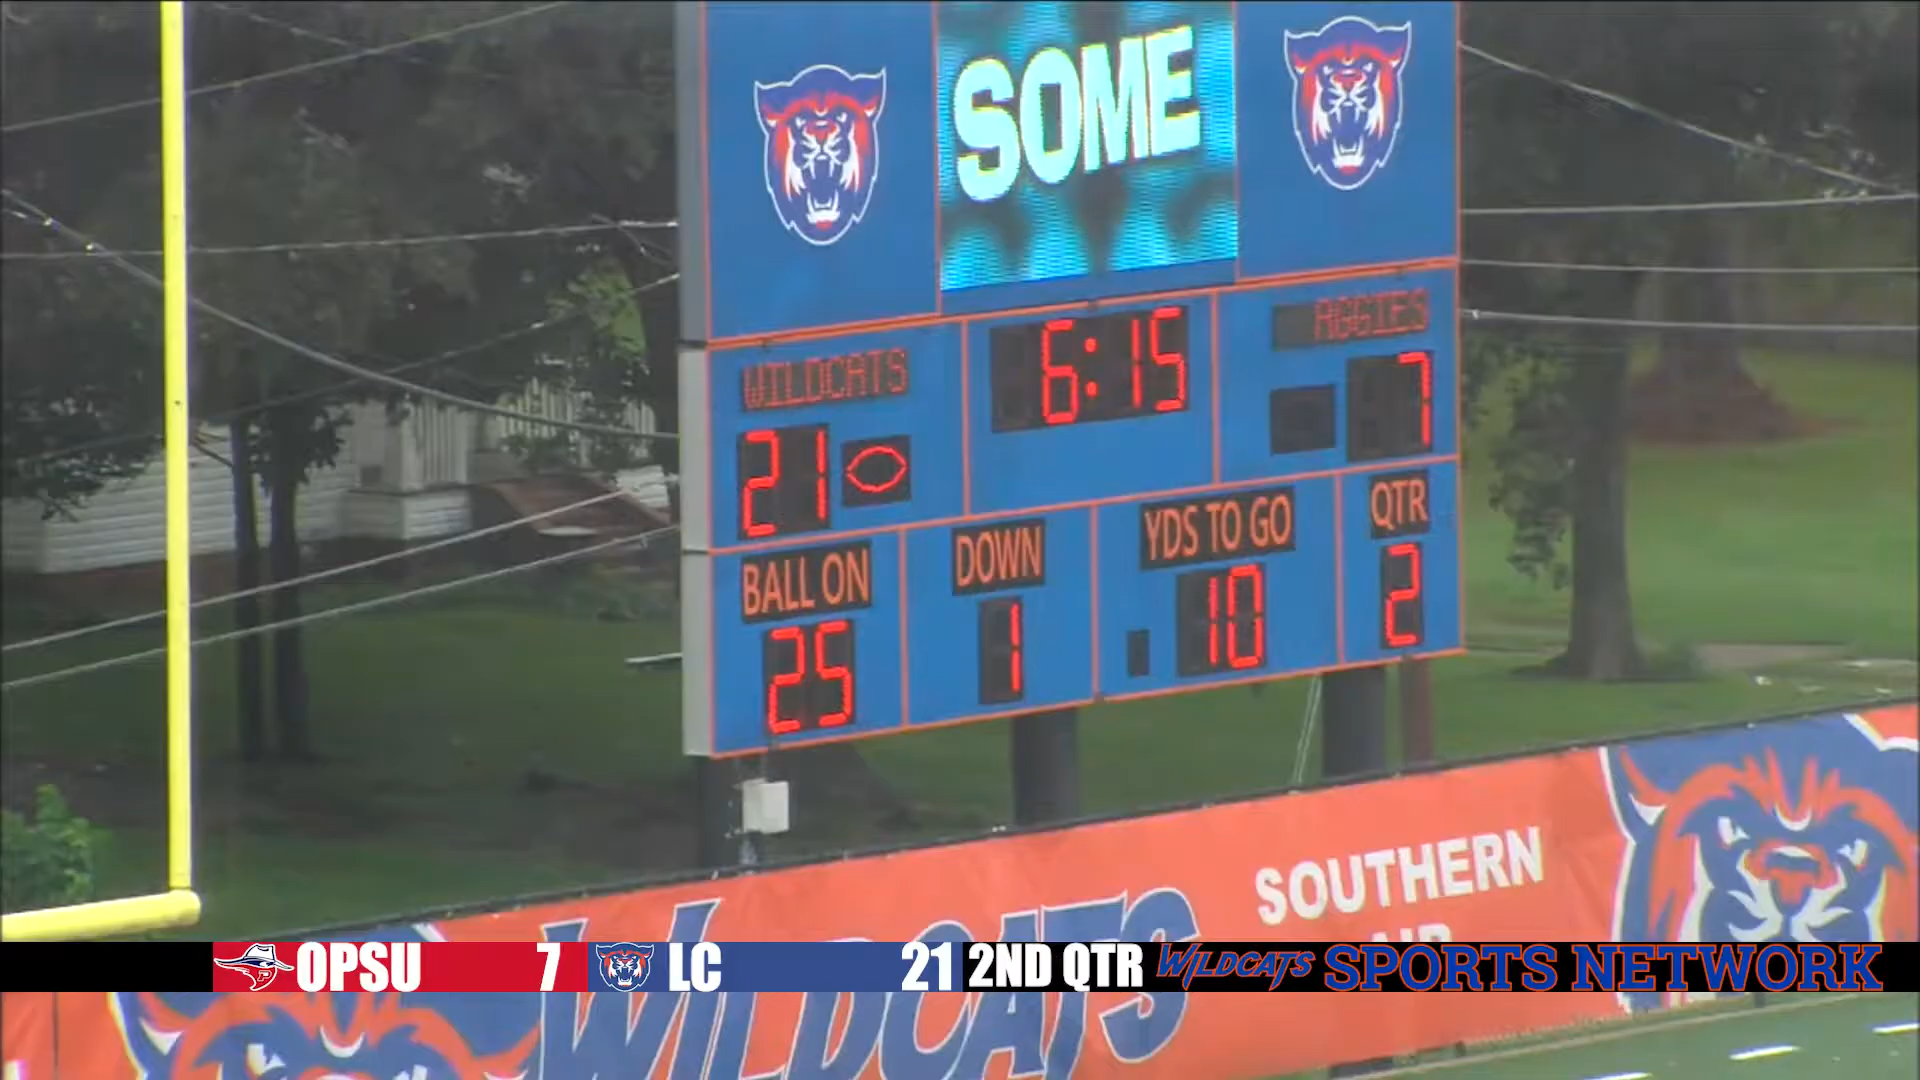 SOME
WILDCATS
6:15
AGGIES
21
7
BALL ON
DOWN
YDS TO GO
QTR
25
1
10
2
SOUTHERN
WILDCATS
OPSU 7 LC 21 2ND QTR WILDCATS SPORTS NETWORK